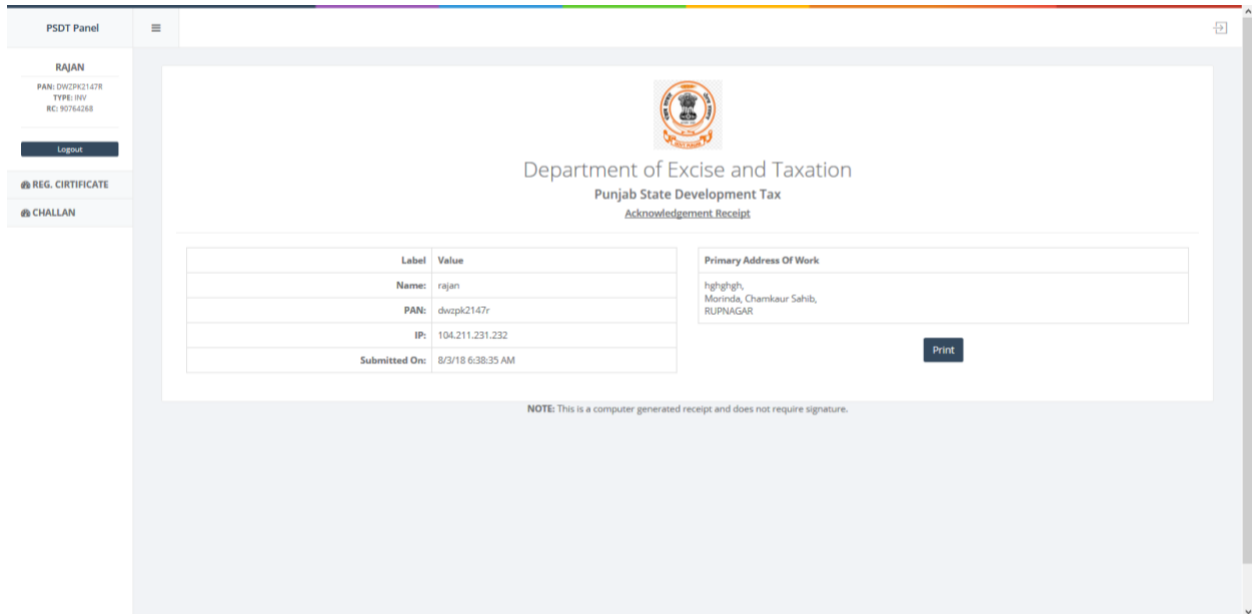 PSDT Panel
RAJAN
PAN: DWZPK2147R
TYPE: INV
RC: 90764268
Logout
REG. CIRTIFICATE
CHALLAN
Department of Excise and Taxation
Punjab State Development Tax
Acknowledgement Receipt
Label Value
Name: rajan
PAN: dwzpk2147r
IP: 104.211.231.232
Submitted On: 8/3/18 6:38:35 AM
Primary Address Of Work
hghghgh,
Morinda, Chamkaur Sahib,
RUPNAGAR
Print
NOTE: This is a computer generated receipt and does not require signature.